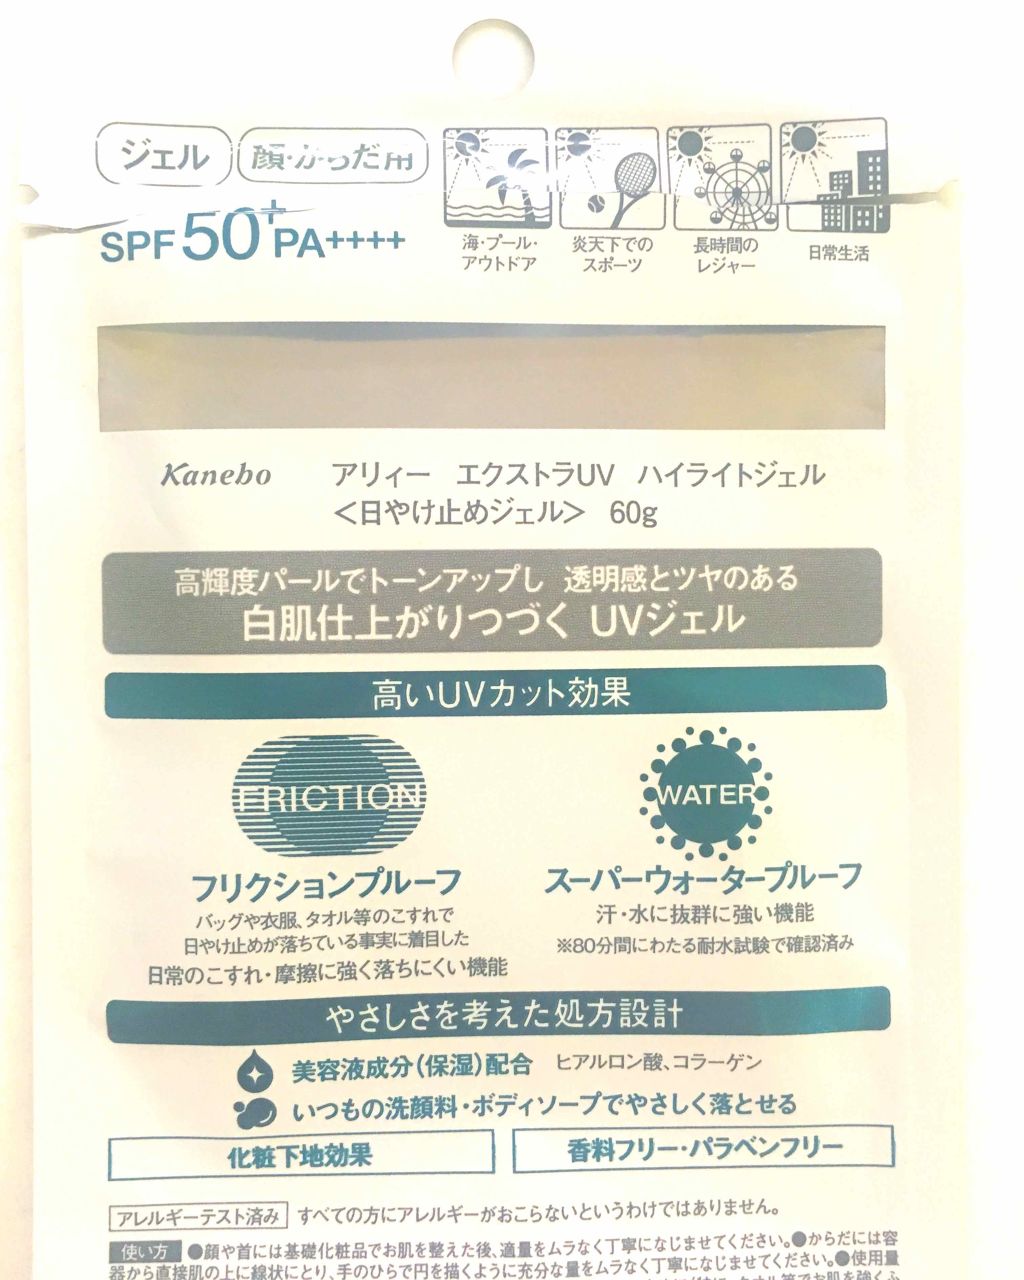 ジェル 顔・からだ用
SPF50+ PA++++
海・プール・アウトドア
炎天下でのスポーツ
長時間のレジャー
日常生活
Kanebo アリィー エクストラUV ハイライトジェル
＜日やけ止めジェル＞ 60g
高輝度パールでトーンアップし 透明感とツヤのある
白肌仕上がりつづく UVジェル
高いUVカット効果
FRICTION
フリクションプルーフ
バッグや衣服、タオル等のこすれで
日やけ止めが落ちている事実に着目した
日常のこすれ・摩擦に強く落ちにくい機能
WATER
スーパーウォータープルーフ
汗・水に抜群に強い機能
※80分間にわたる耐水試験で確認済み
やさしさを考えた処方設計
美容液成分（保湿）配合 ヒアルロン酸、コラーゲン
いつもの洗顔料・ボディソープでやさしく落とせる
化粧下地効果
香料フリー・パラベンフリー
アレルギーテスト済み すべての方にアレルギーがおこらないというわけではありません。
使い方 ●顔や首には基礎化粧品でお肌を整えた後、適量をムラなく丁寧になじませてください。●からだには容
器から直接肌の上に線状にとり、手のひらで円を描くように充分な量をムラなく丁寧になじませてください。●使用量